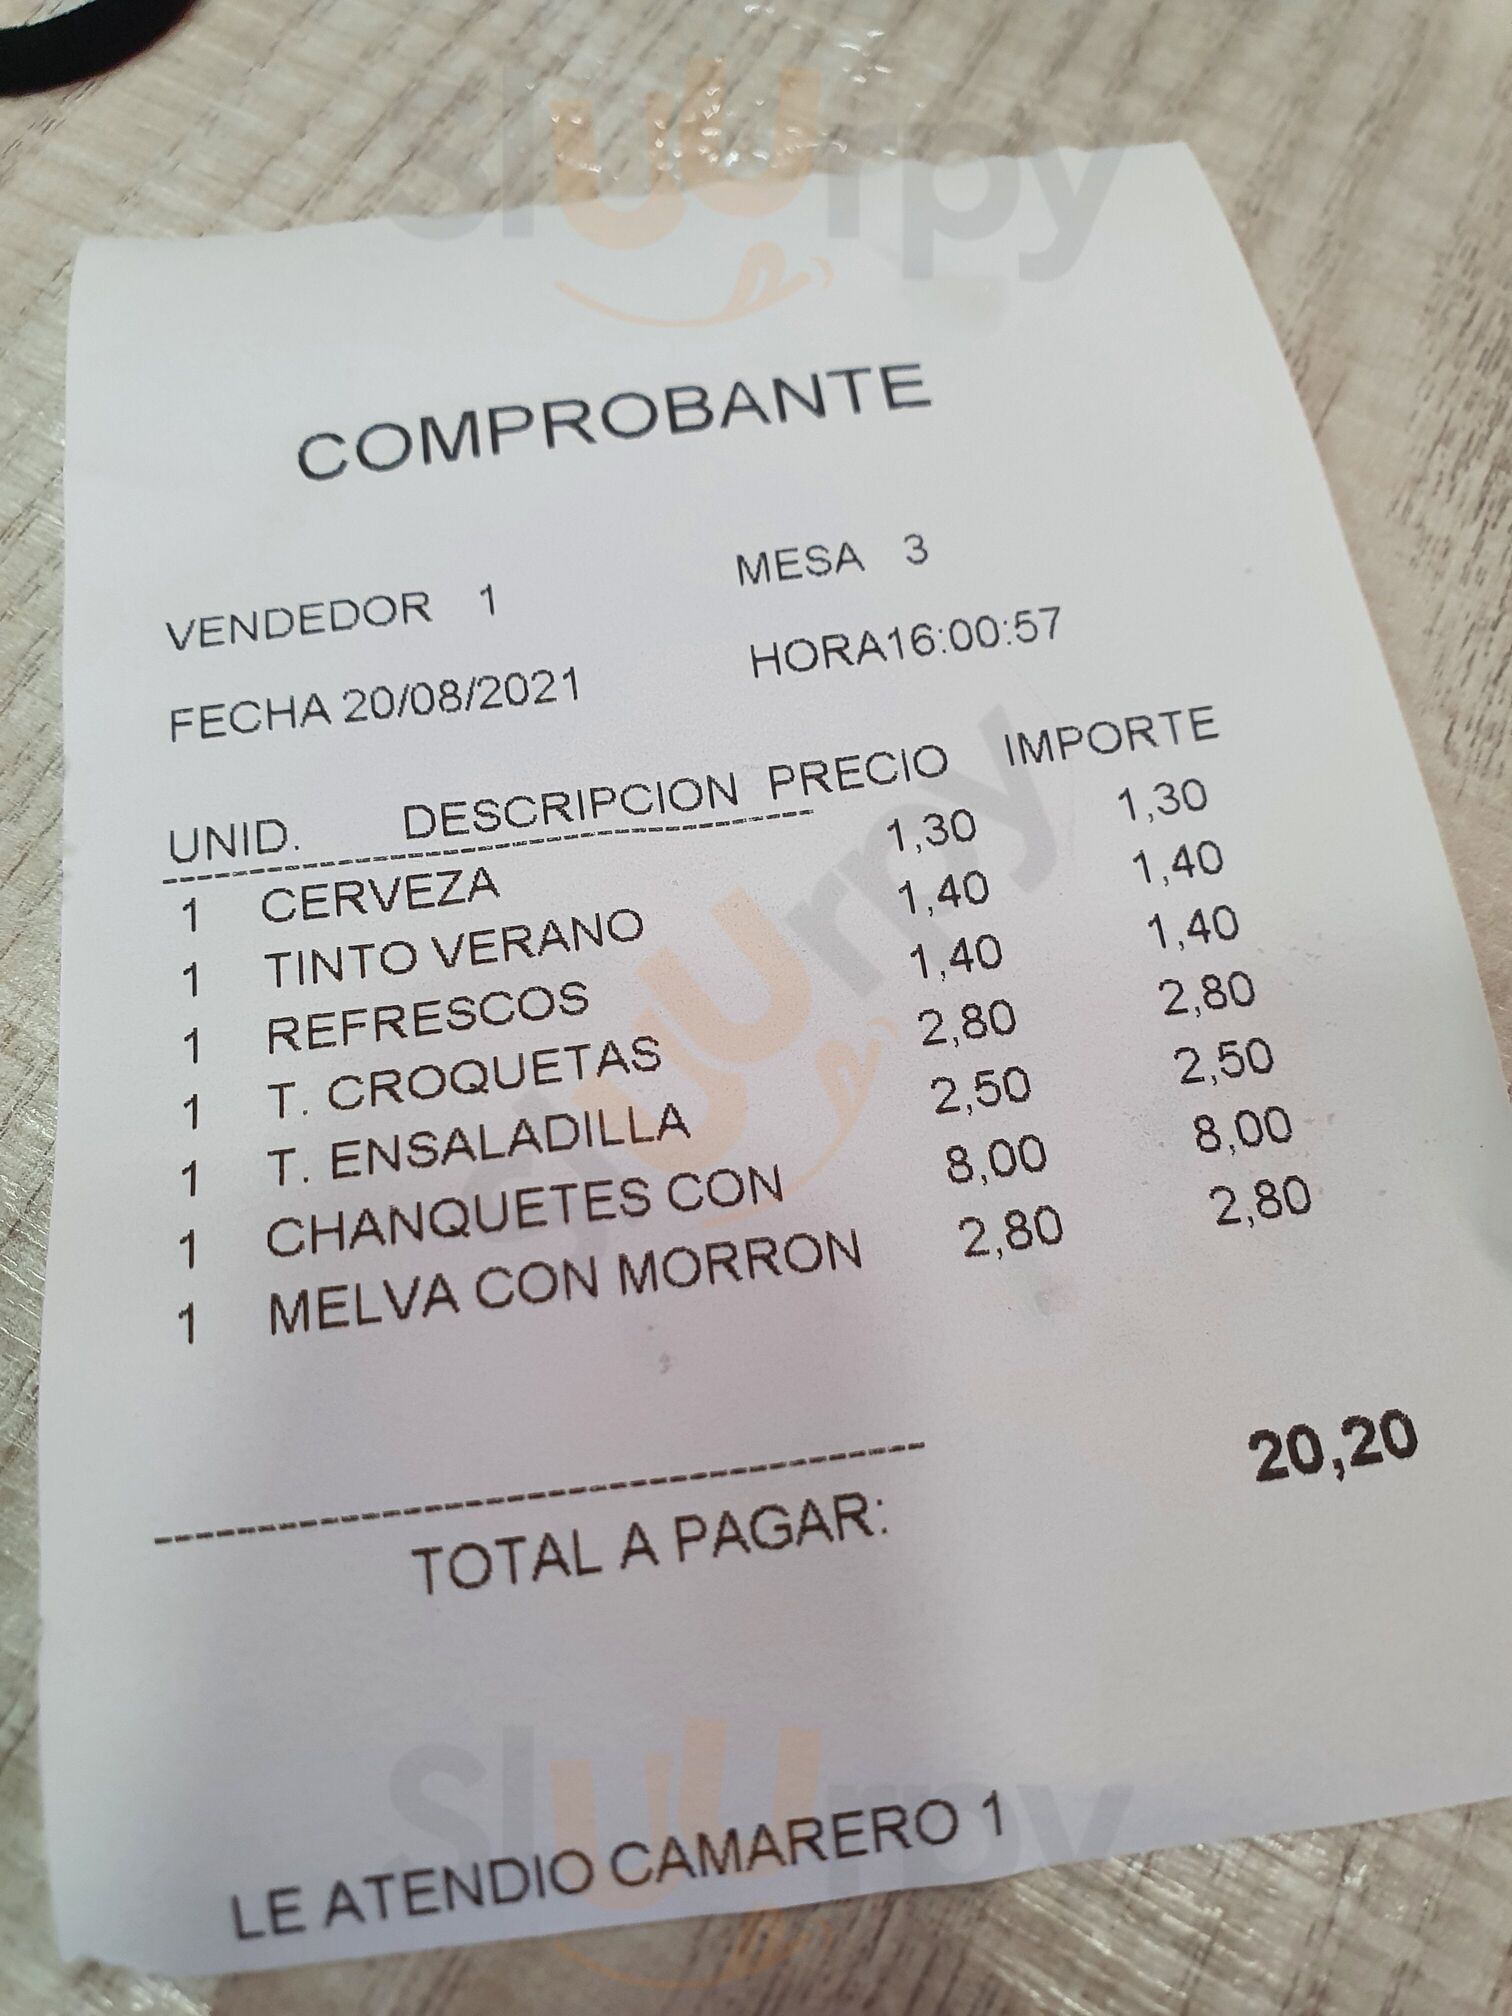 COMPROBANTE
VENDEDOR 1 MESA 3
FECHA 20/08/2021 HORA16:00:57
UNID. DESCRIPCION PRECIO IMPORTE
1 CERVEZA 1,30 1,30
1 TINTO VERANO 1,40 1,40
1 REFRESCOS 1,40 1,40
1 T. CROQUETAS 2,80 2,80
1 T. ENSALADILLA 2,50 2,50
1 CHANQUETES CON 8,00 8,00
1 MELVA CON MORRON 2,80 2,80
20,20
TOTAL A PAGAR:
LE ATENDIO CAMARERO 1
sluurpy
sluurpy
sluurpy